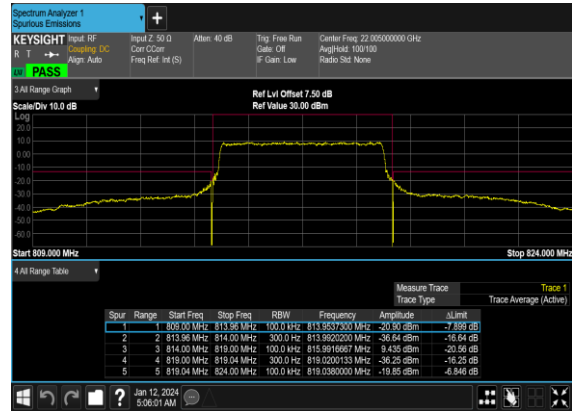 Spectrum Analyzer 1
Spurious Emissions
KEYSIGHT
R T
LW PASS
Input: RF
Coupling: DC
Align: Auto
Input Z: 50 Ω
Corr CCorr
Freq Ref: Int (S)
Atten: 40 dB
Trig: Free Run
Gate: Off
IF Gain: Low
Center Freq: 22.005000000 GHz
Avg|Hold: 100/100
Radio Std: None
3 All Range Graph
Scale/Div 10.0 dB
Ref Lvl Offset 7.50 dB
Ref Value 30.00 dBm
Log
20.0
10.0
0.00
-10.0
-20.0
-30.0
-40.0
-50.0
-60.0
Start 809.000 MHz
Stop 824.000 MHz
4 All Range Table
Measure Trace Trace 1
Trace Type Trace Average (Active)
Spur Range Start Freq Stop Freq RBW Frequency Amplitude ΔLimit
1 1 809.00 MHz 813.96 MHz 100.0 kHz 813.9537300 MHz -20.90 dBm -7.899 dB
2 2 813.96 MHz 814.00 MHz 300.0 Hz 813.9920200 MHz -36.64 dBm -16.64 dB
3 3 814.00 MHz 819.00 MHz 100.0 kHz 815.9916667 MHz 9.435 dBm -20.56 dB
4 4 819.00 MHz 819.04 MHz 300.0 Hz 819.0200133 MHz -36.25 dBm -16.25 dB
5 5 819.04 MHz 824.00 MHz 100.0 kHz 819.0380000 MHz -19.85 dBm -6.846 dB
Jan 12, 2024
5:06:01 AM